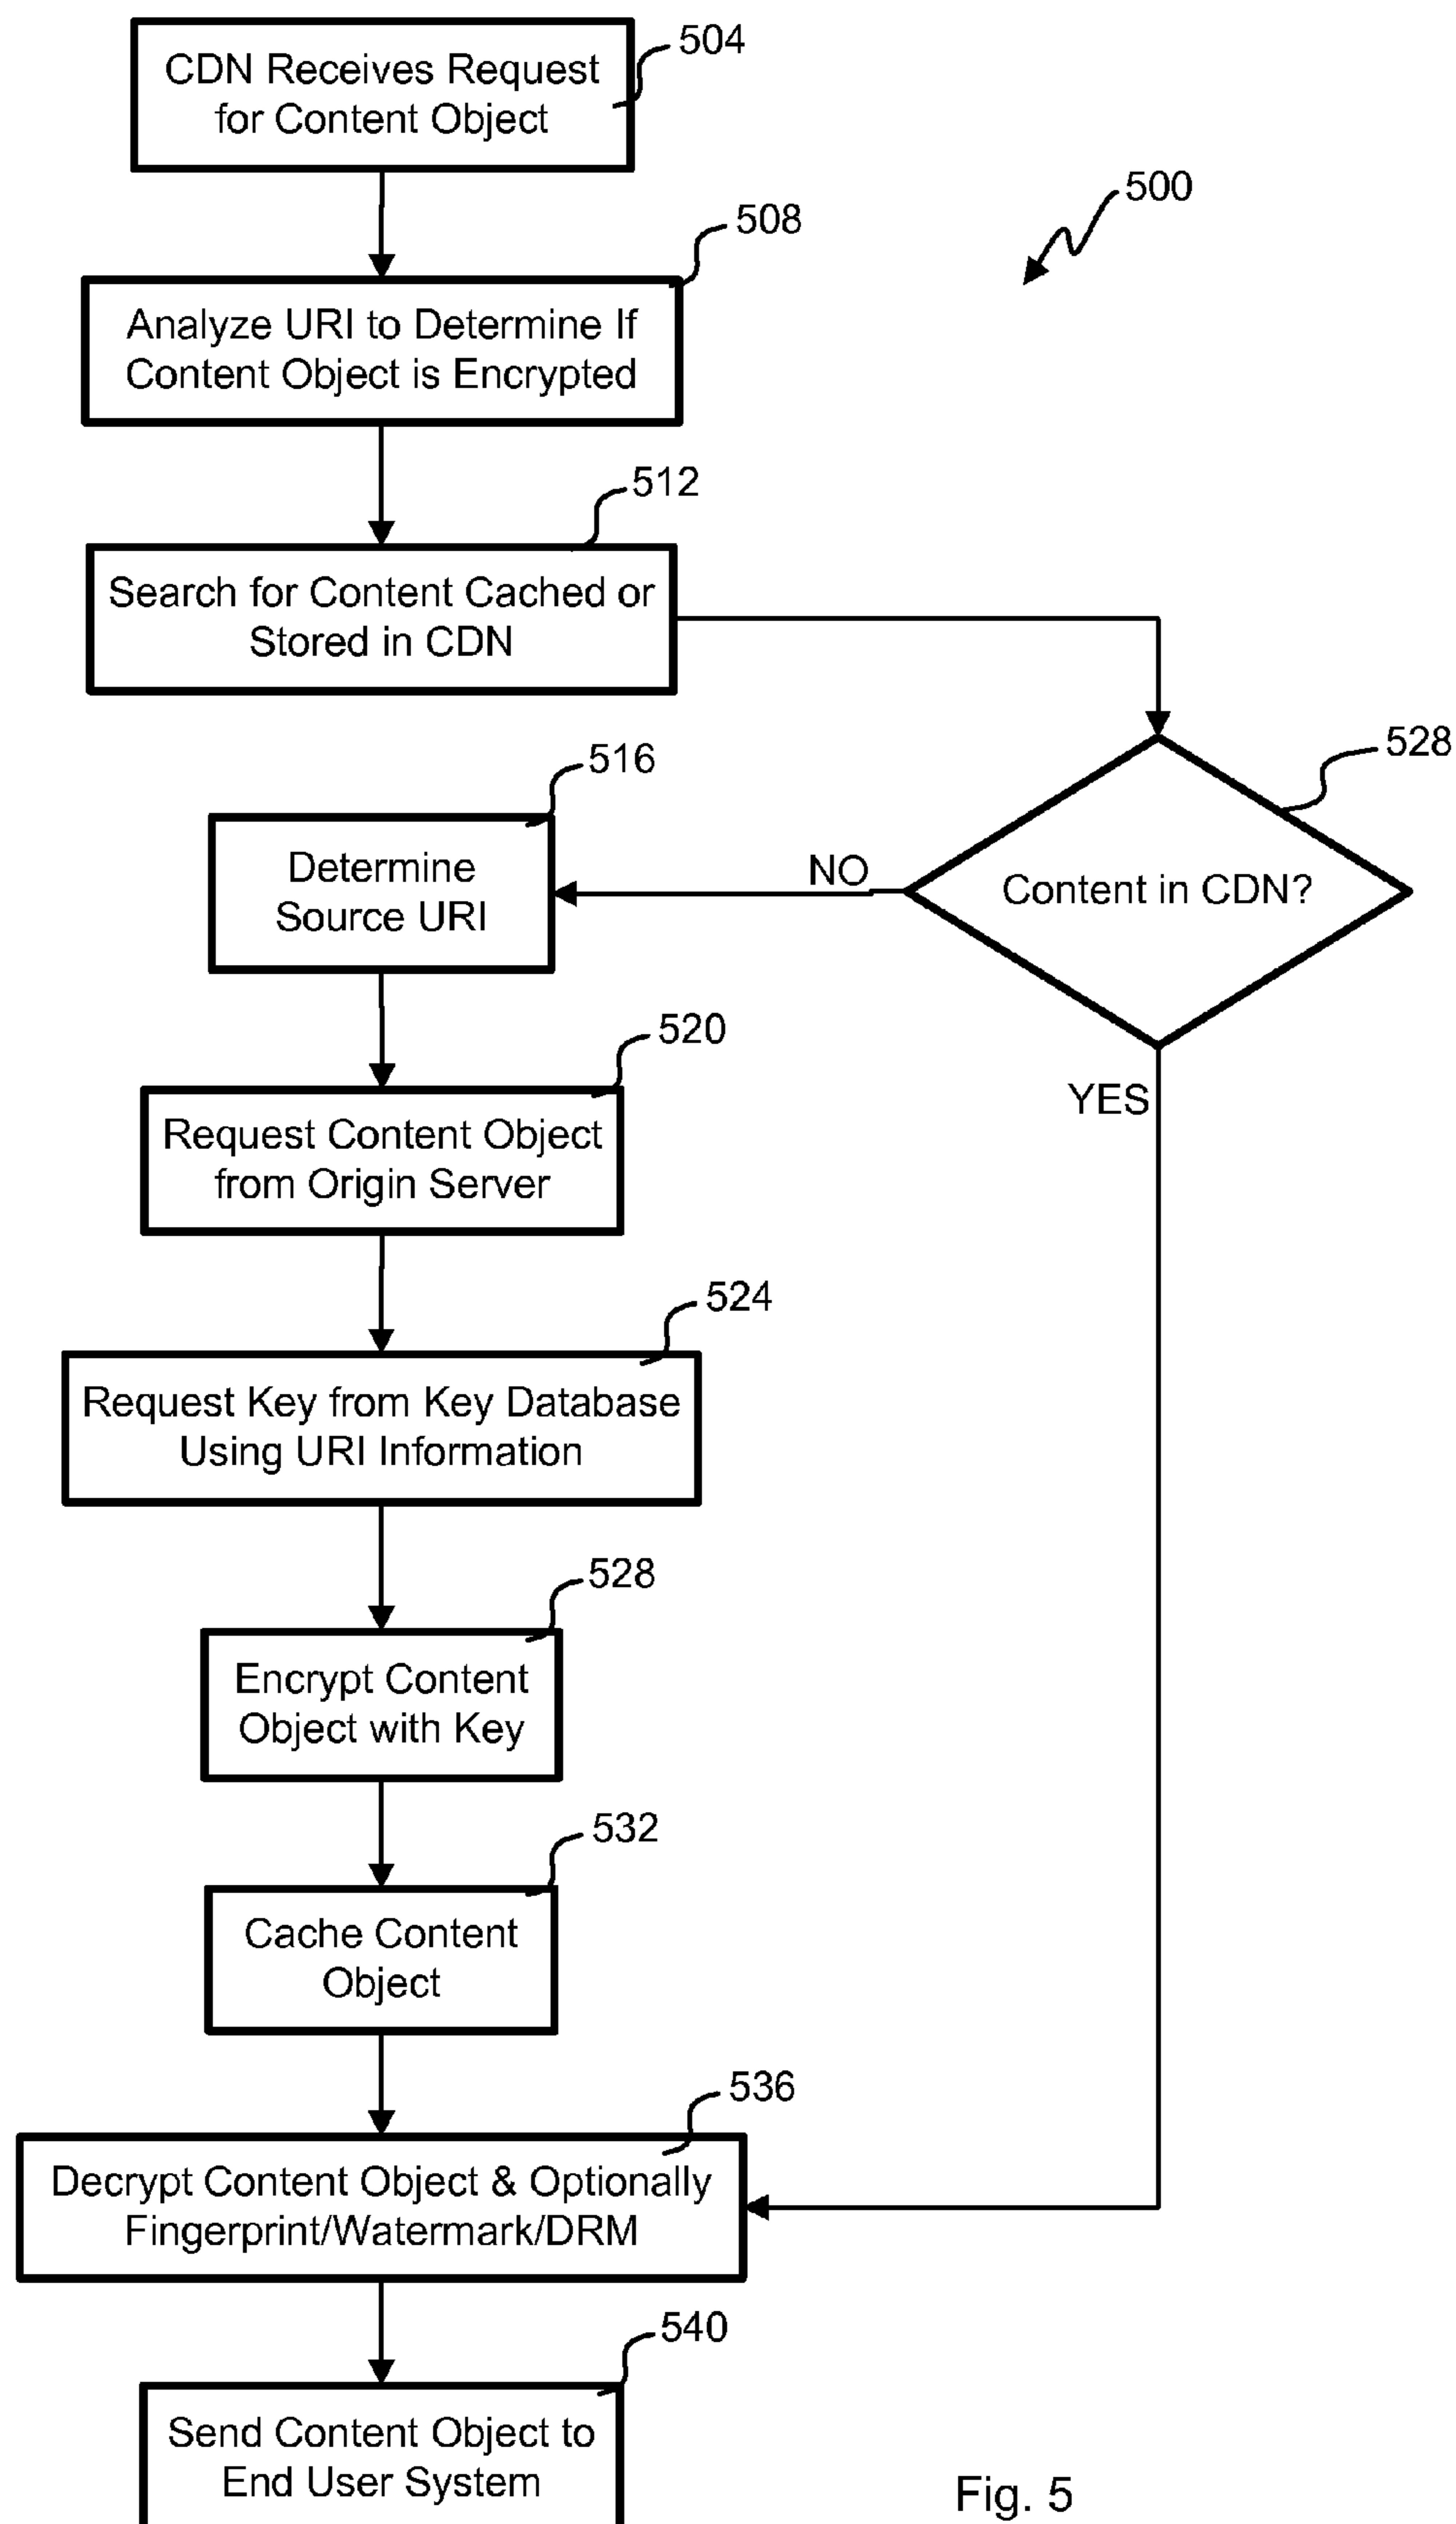 504
CDN Receives Request
for Content Object
500
508
Analyze URI to Determine If
Content Object is Encrypted
512
Search for Content Cached or
Stored in CDN
528
Content in CDN?
NO
YES
516
Determine
Source URI
520
Request Content Object
from Origin Server
524
Request Key from Key Database
Using URI Information
528
Encrypt Content
Object with Key
532
Cache Content
Object
536
Decrypt Content Object & Optionally
Fingerprint/Watermark/DRM
540
Send Content Object to
End User System
Fig. 5